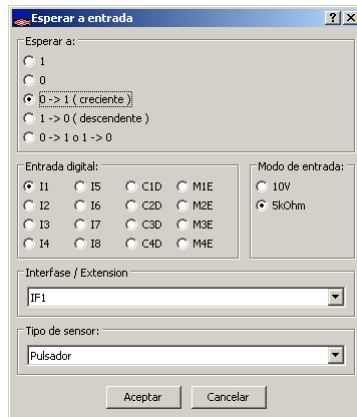 Esperar a entrada
Esperar a:
1
0
0 -> 1 ( creciente )
1 -> 0 ( descendente )
0 -> 1 o 1 -> 0
Entrada digital:
I1 I5 C1D M1E
I2 I6 C2D M2E
I3 I7 C3D M3E
I4 I8 C4D M4E
Modo de entrada:
10V
5kOhm
Interfase / Extension
IF1
Tipo de sensor:
Pulsador
Aceptar Cancelar